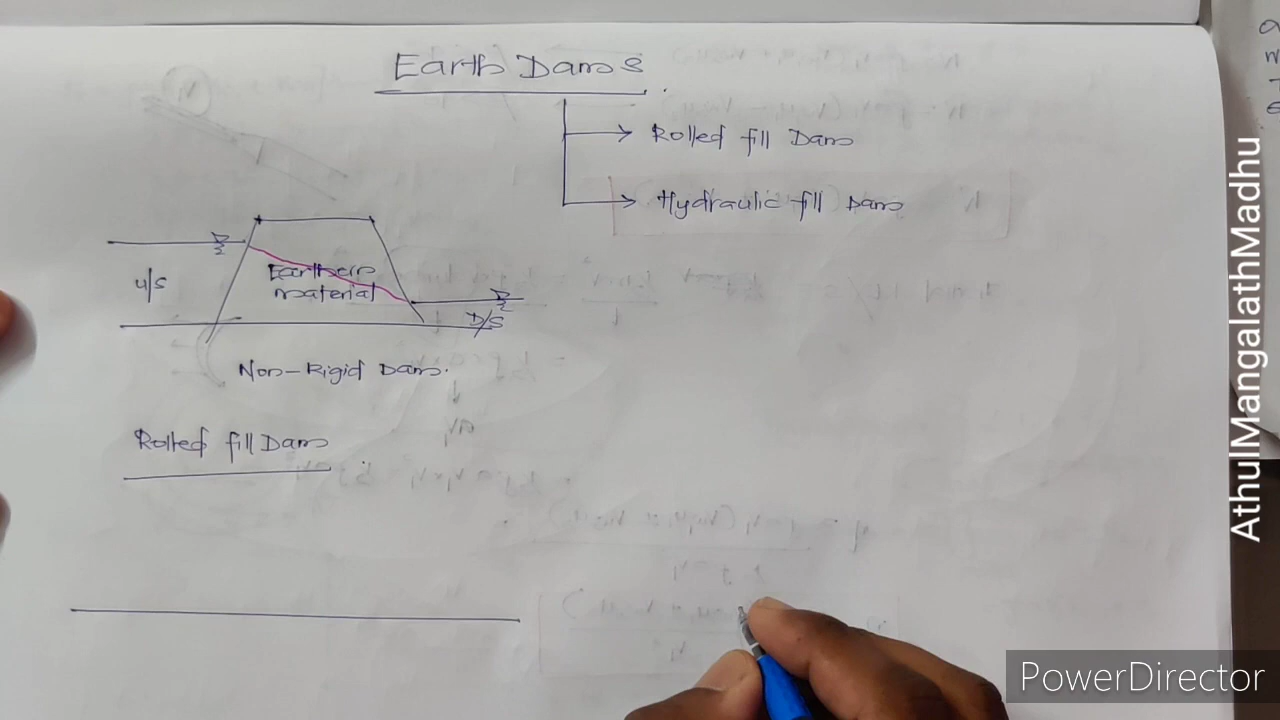 Earth Dams
Rolled fill Dam
Hydraulic fill Dam
u/s
Earthern
material
D/S
Non-Rigid Dam.
Rolled fill Dam
AthulMangalathMadhu
PowerDirector